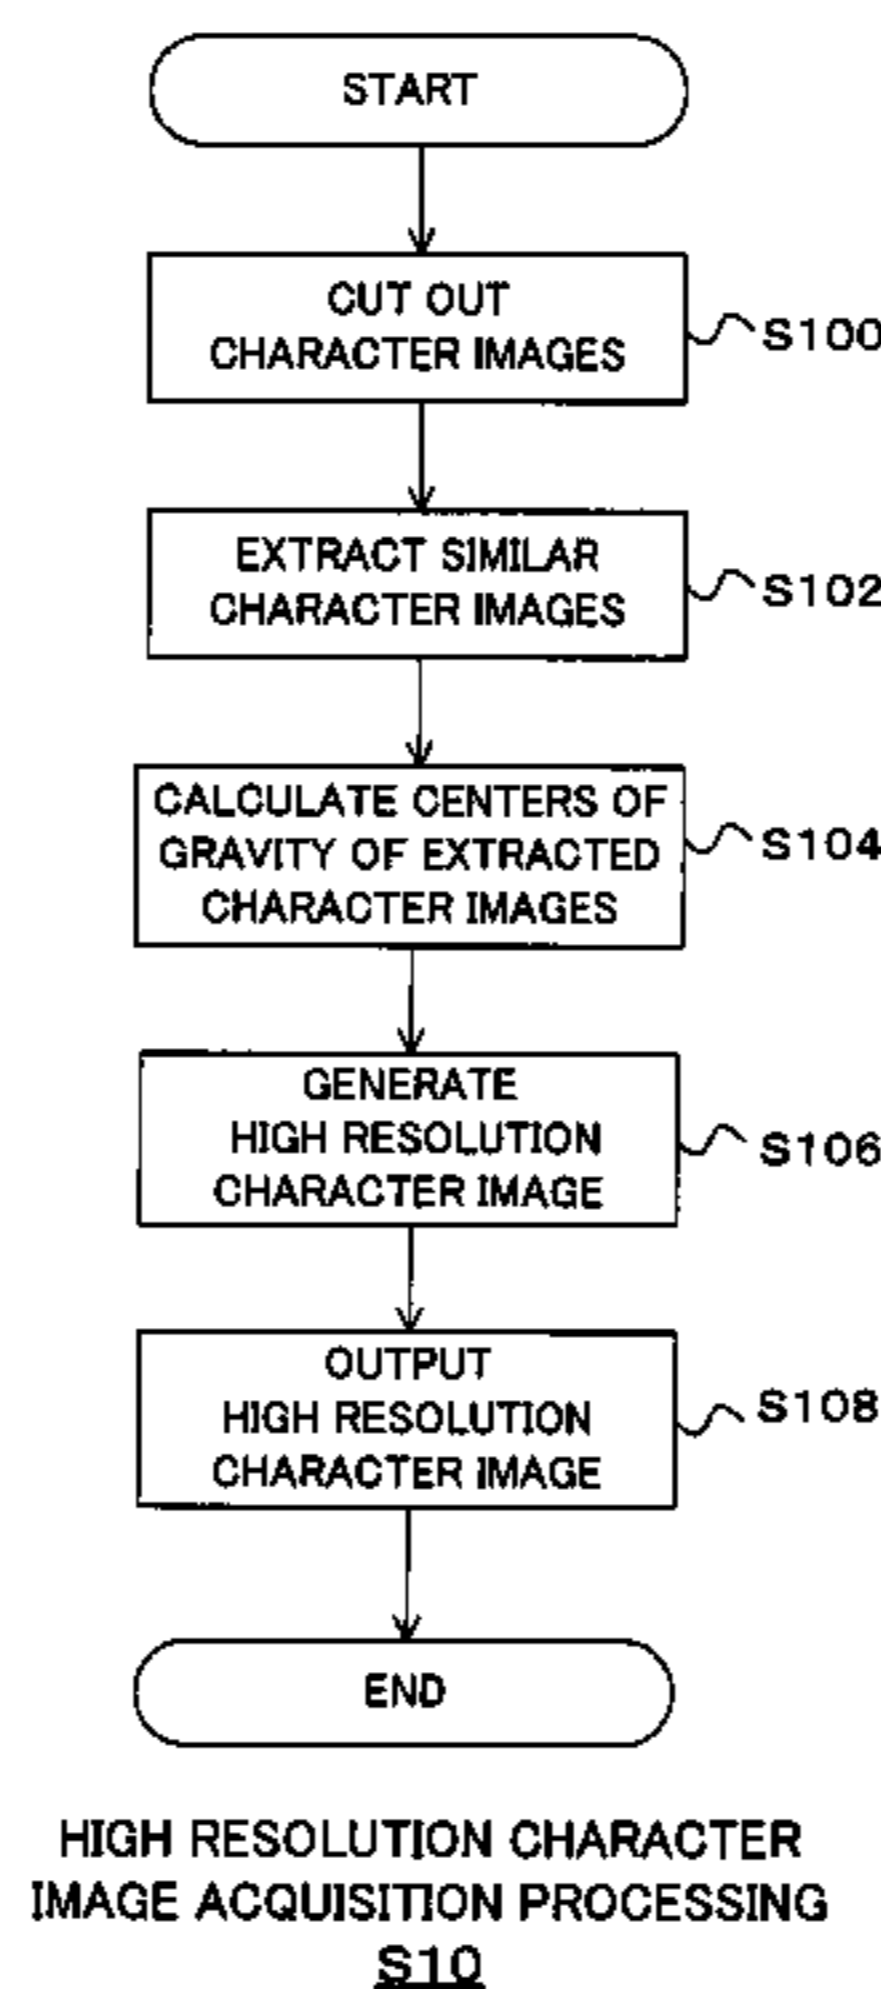 START
CUT OUT
CHARACTER IMAGES
S100
EXTRACT SIMILAR
CHARACTER IMAGES
S102
CALCULATE CENTERS OF
GRAVITY OF EXTRACTED
CHARACTER IMAGES
S104
GENERATE
HIGH RESOLUTION
CHARACTER IMAGE
S106
OUTPUT
HIGH RESOLUTION
CHARACTER IMAGE
S108
END
HIGH RESOLUTION CHARACTER
IMAGE ACQUISITION PROCESSING
S10